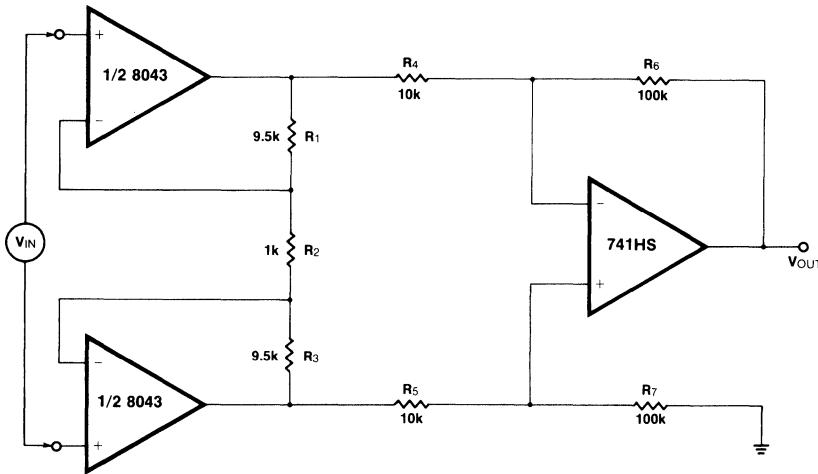 R4
10k
R6
100k
+
1/2 8043
−
9.5k R1
VIN
1k R2
−
741HS
+
VOUT
9.5k R3
−
1/2 8043
+
R5
10k
R7
100k